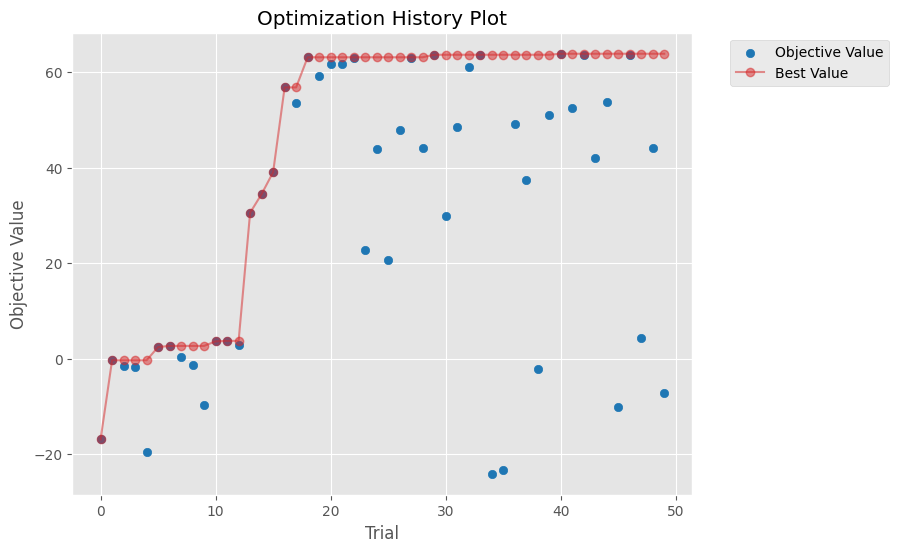 Optimization History Plot
Objective Value
Best Value
60
40
20
0
−20
Objective Value
0 10 20 30 40 50
Trial